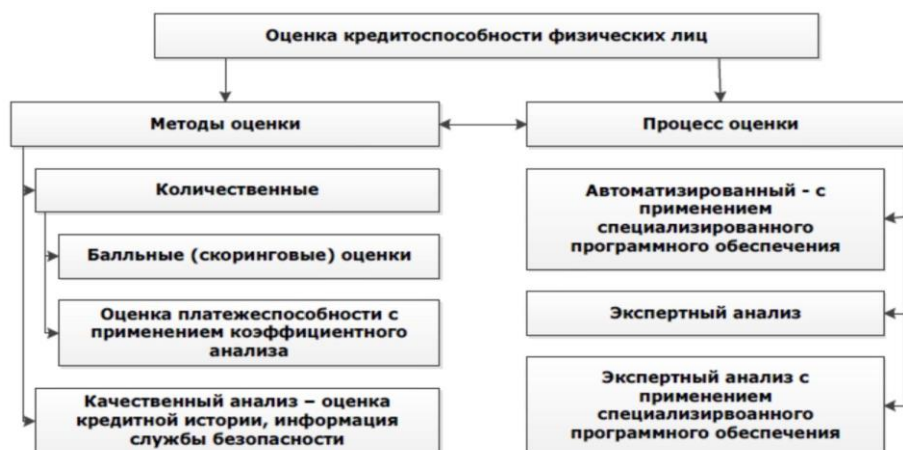 Оценка кредитоспособности физических лиц
Методы оценки
Количественные
Балльные (скоринговые) оценки
Оценка платежеспособности с
применением коэффициентного
анализа
Качественный анализ – оценка
кредитной истории, информация
службы безопасности
Процесс оценки
Автоматизированный - с
применением
специализированного
программного обеспечения
Экспертный анализ
Экспертный анализ с
применением
специализирвоанного
программного обеспечения